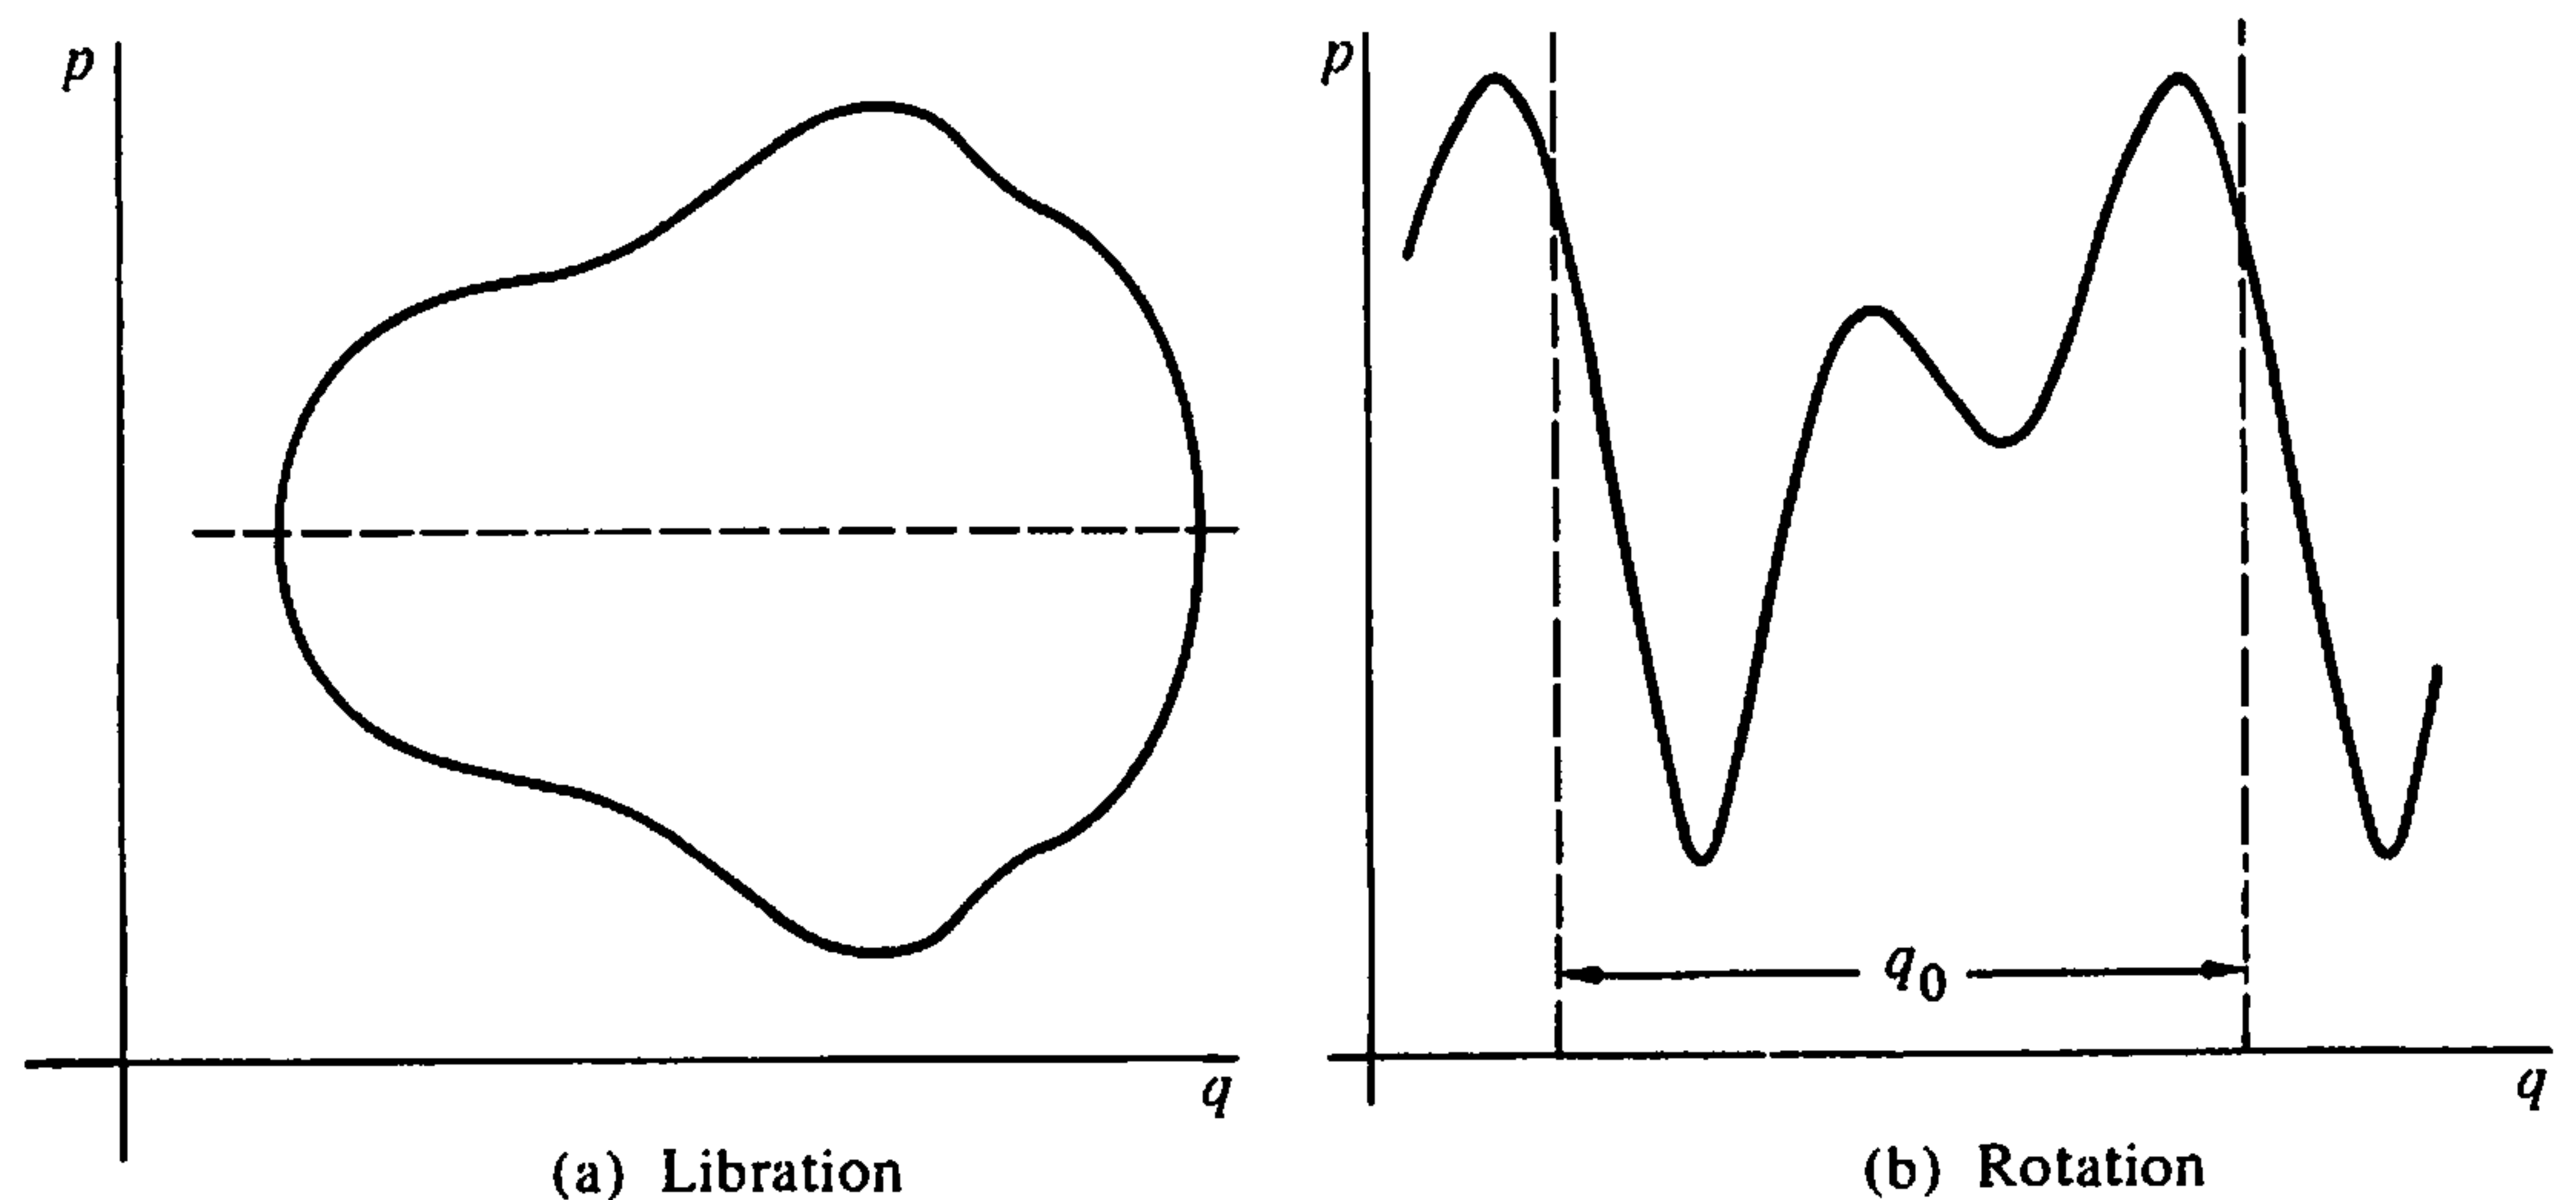 p
q
(a) Libration
p
q₀
q
(b) Rotation